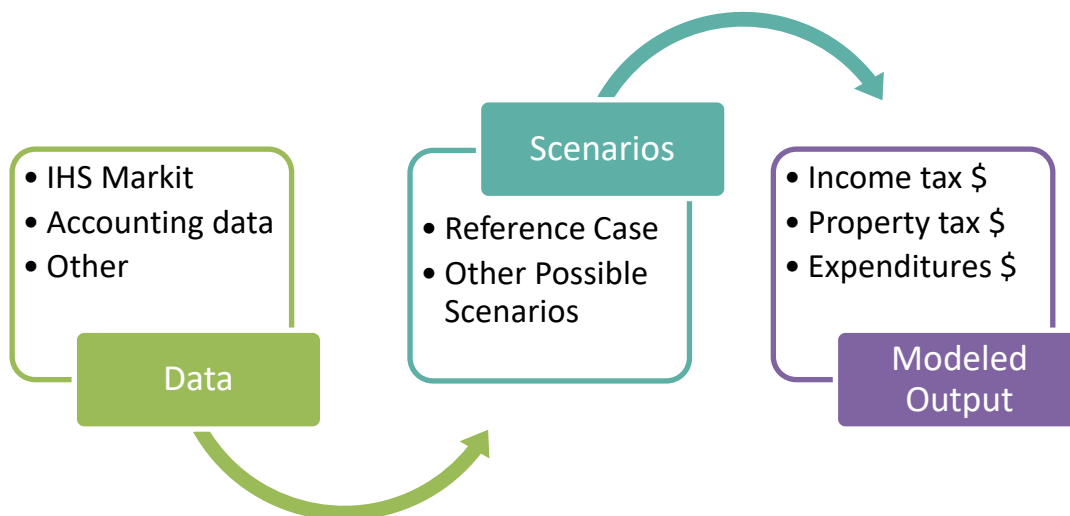 • IHS Markit
• Accounting data
• Other
Data
Scenarios
• Reference Case
• Other Possible
Scenarios
• Income tax $
• Property tax $
• Expenditures $
Modeled
Output